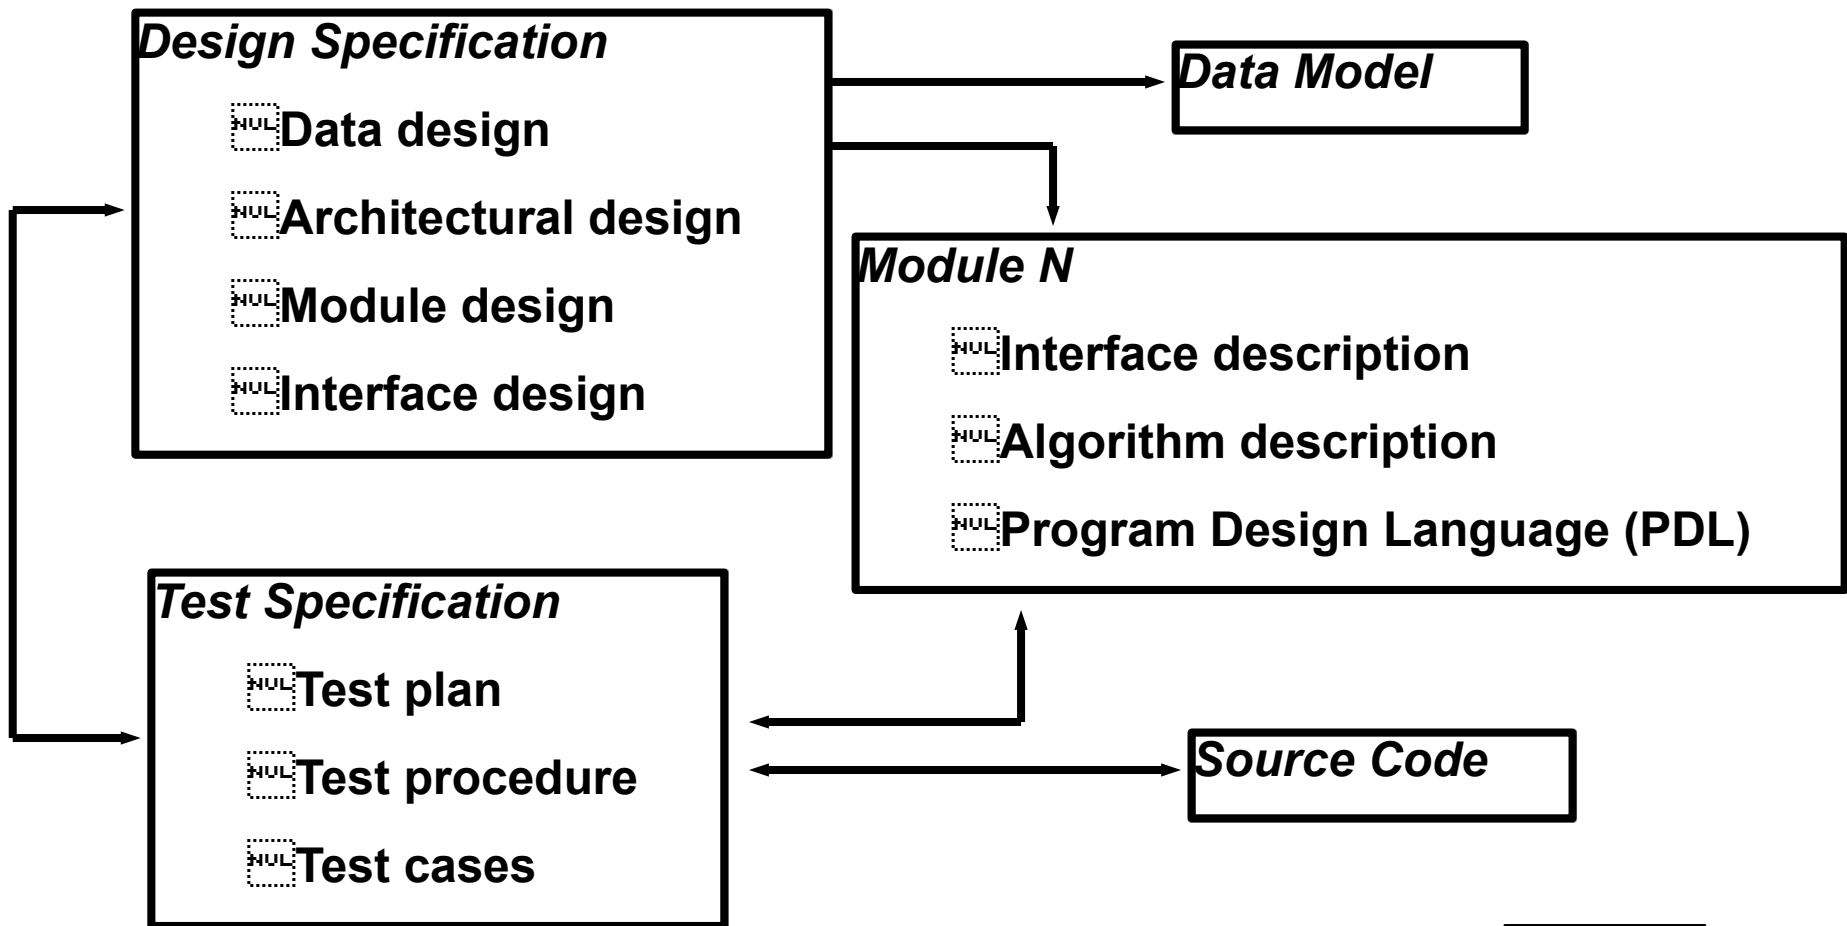 Design Specification
Data design
Architectural design
Module design
Interface design
Data Model
Module N
Interface description
Algorithm description
Program Design Language (PDL)
Test Specification
Test plan
Test procedure
Test cases
Source Code